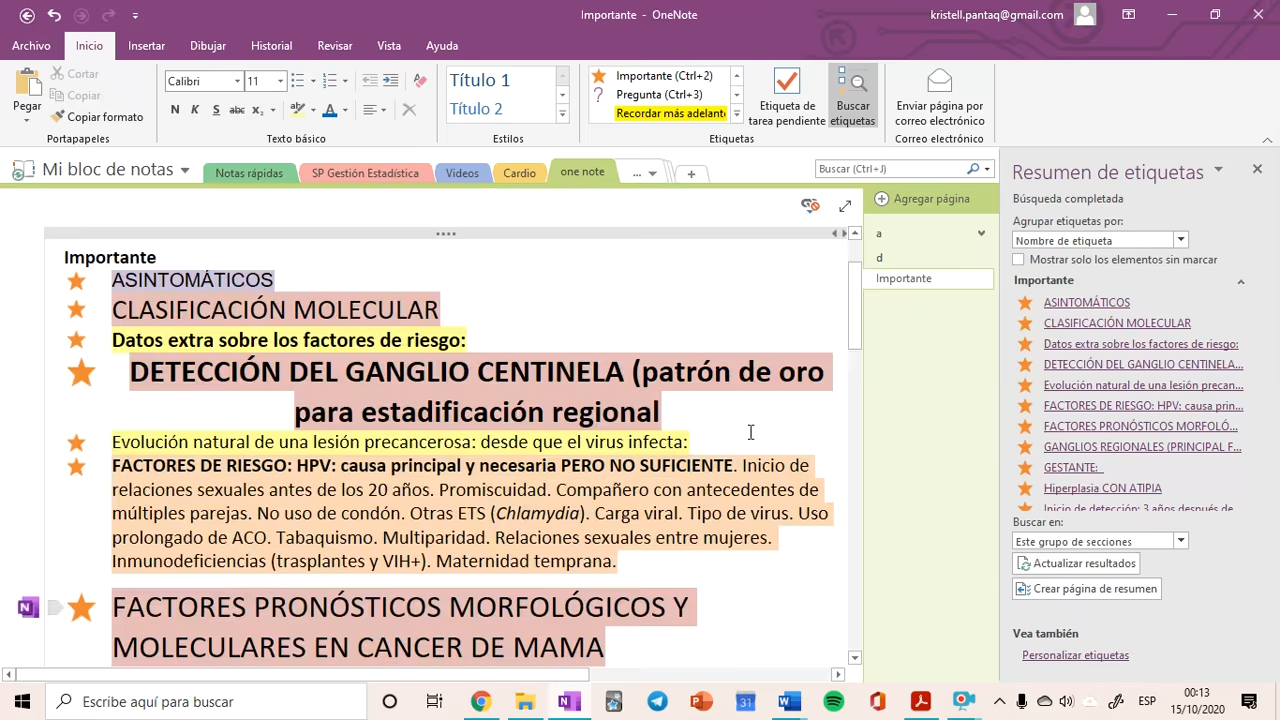 Importante - OneNote
kristell.pantaq@gmail.com
Archivo Inicio Insertar Dibujar Historial Revisar Vista Ayuda
Pegar
Cortar
Copiar
Copiar formato
Portapapeles
Calibri 11
N K S abc x₂ A
Texto básico
Título 1
Título 2
Estilos
Importante (Ctrl+2)
Pregunta (Ctrl+3)
Recordar más adelante
Etiqueta de
tarea pendiente
Buscar
etiquetas
Etiquetas
Enviar página por
correo electrónico
Correo electrónico
Mi bloc de notas
Notas rápidas SP Gestión Estadística Videos Cardio one note ...
Buscar (Ctrl+J)
Importante
ASINTOMÁTICOS
CLASIFICACIÓN MOLECULAR
Datos extra sobre los factores de riesgo:
DETECCIÓN DEL GANGLIO CENTINELA (patrón de oro
para estadificación regional
Evolución natural de una lesión precancerosa: desde que el virus infecta:
FACTORES DE RIESGO: HPV: causa principal y necesaria PERO NO SUFICIENTE. Inicio de
relaciones sexuales antes de los 20 años. Promiscuidad. Compañero con antecedentes de
múltiples parejas. No uso de condón. Otras ETS (Chlamydia). Carga viral. Tipo de virus. Uso
prolongado de ACO. Tabaquismo. Multiparidad. Relaciones sexuales entre mujeres.
Inmunodeficiencias (trasplantes y VIH+). Maternidad temprana.
FACTORES PRONÓSTICOS MORFOLÓGICOS Y
MOLECULARES EN CANCER DE MAMA
Agregar página
a
d
Importante
Resumen de etiquetas
Búsqueda completada
Agrupar etiquetas por:
Nombre de etiqueta
Mostrar solo los elementos sin marcar
Importante
ASINTOMÁTICOS
CLASIFICACIÓN MOLECULAR
Datos extra sobre los factores de riesgo:
DETECCIÓN DEL GANGLIO CENTINELA...
Evolución natural de una lesión precan...
FACTORES DE RIESGO: HPV: causa prin...
FACTORES PRONÓSTICOS MORFOLÓ...
GANGLIOS REGIONALES (PRINCIPAL F...
GESTANTE:
Hiperplasia CON ATIPIA
Inicio de detección: 3 años después de
Buscar en:
Este grupo de secciones
Actualizar resultados
Crear página de resumen
Vea también
Personalizar etiquetas
Escribe aquí para buscar
31
ESP
00:13
15/10/2020